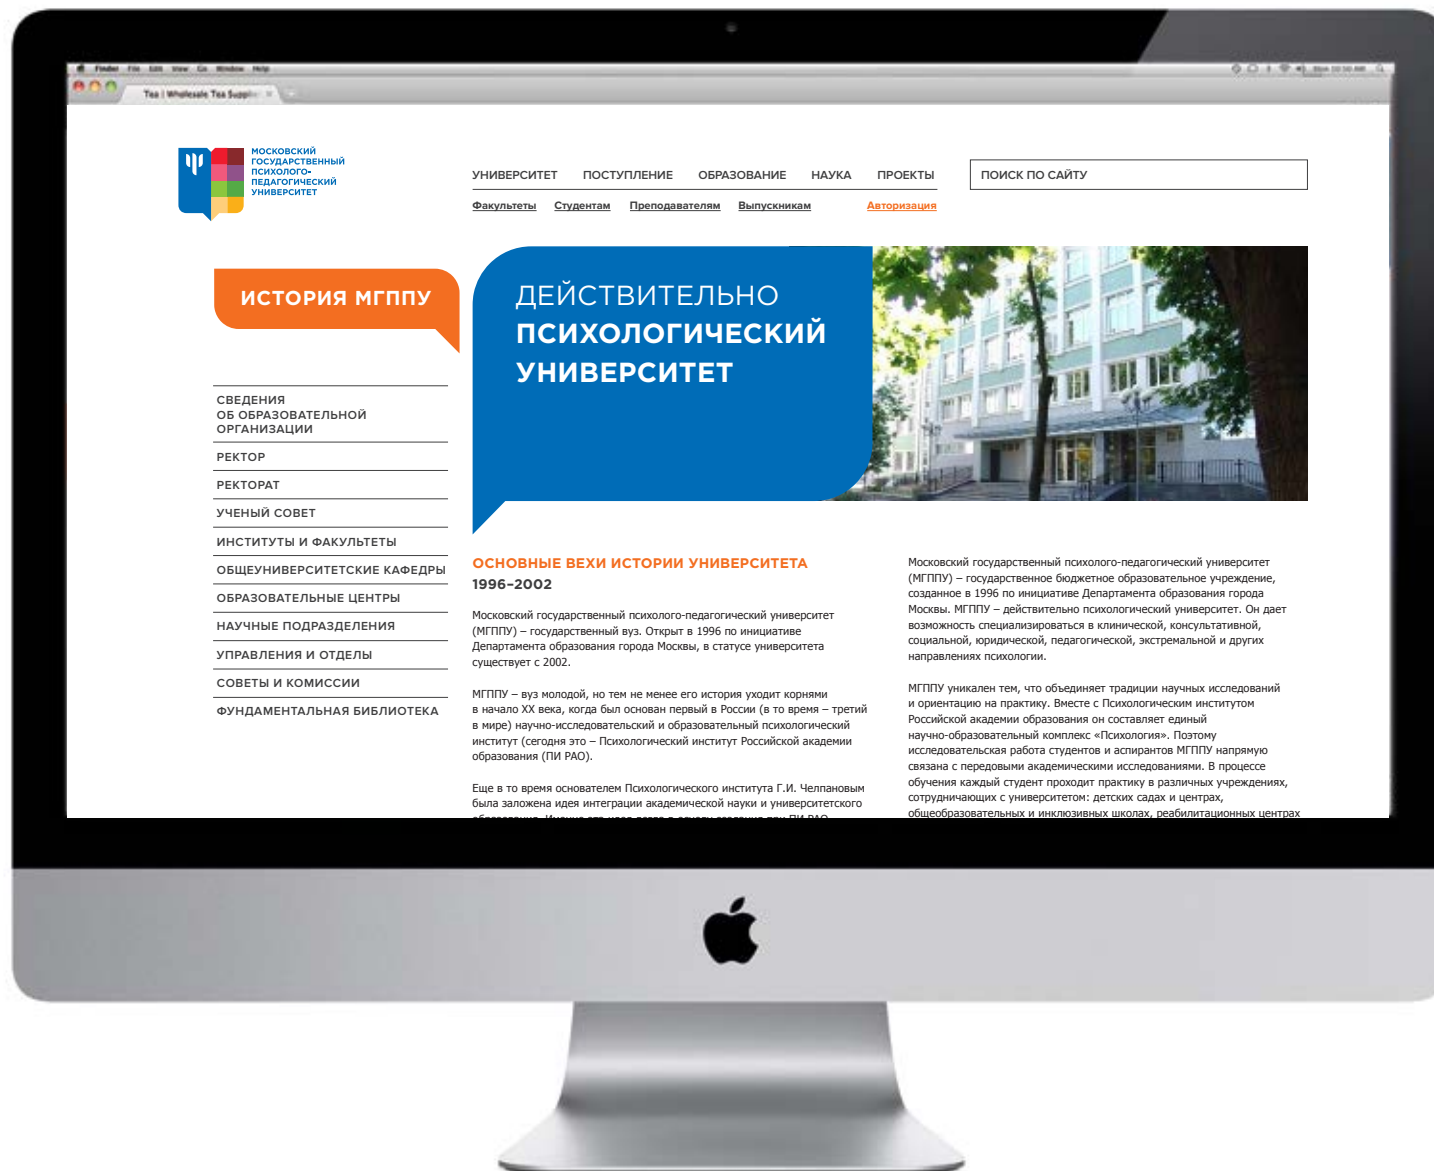 Finder File Edit View Go Window Help
Tea | Wholesale Tea Supplie
МОСКОВСКИЙ
ГОСУДАРСТВЕННЫЙ
ПСИХОЛОГО-
ПЕДАГОГИЧЕСКИЙ
УНИВЕРСИТЕТ
УНИВЕРСИТЕТ ПОСТУПЛЕНИЕ ОБРАЗОВАНИЕ НАУКА ПРОЕКТЫ
ПОИСК ПО САЙТУ
Факультеты Студентам Преподавателям Выпускникам Авторизация
ИСТОРИЯ МГППУ
ДЕЙСТВИТЕЛЬНО
ПСИХОЛОГИЧЕСКИЙ
УНИВЕРСИТЕТ
СВЕДЕНИЯ
ОБ ОБРАЗОВАТЕЛЬНОЙ
ОРГАНИЗАЦИИ
РЕКТОР
РЕКТОРАТ
УЧЕНЫЙ СОВЕТ
ИНСТИТУТЫ И ФАКУЛЬТЕТЫ
ОБЩЕУНИВЕРСИТЕТСКИЕ КАФЕДРЫ
ОБРАЗОВАТЕЛЬНЫЕ ЦЕНТРЫ
НАУЧНЫЕ ПОДРАЗДЕЛЕНИЯ
УПРАВЛЕНИЯ И ОТДЕЛЫ
СОВЕТЫ И КОМИССИИ
ФУНДАМЕНТАЛЬНАЯ БИБЛИОТЕКА
ОСНОВНЫЕ ВЕХИ ИСТОРИИ УНИВЕРСИТЕТА
1996–2002
Московский государственный психолого-педагогический университет
(МГППУ) – государственный вуз. Открыт в 1996 по инициативе
Департамента образования города Москвы, в статусе университета
существует с 2002.
МГППУ – вуз молодой, но тем не менее его история уходит корнями
в начало XX века, когда был основан первый в России (в то время – третий
в мире) научно-исследовательский и образовательный психологический
институт (сегодня это – Психологический институт Российской академии
образования (ПИ РАО).
Еще в то время основателем Психологического института Г.И. Челпановым
была заложена идея интеграции академической науки и университетского
Московский государственный психолого-педагогический университет
(МГППУ) – государственное бюджетное образовательное учреждение,
созданное в 1996 по инициативе Департамента образования города
Москвы. МГППУ – действительно психологический университет. Он дает
возможность специализироваться в клинической, консультативной,
социальной, юридической, педагогической, экстремальной и других
направлениях психологии.
МГППУ уникален тем, что объединяет традиции научных исследований
и ориентацию на практику. Вместе с Психологическим институтом
Российской академии образования он составляет единый
научно-образовательный комплекс «Психология». Поэтому
исследовательская работа студентов и аспирантов МГППУ напрямую
связана с передовыми академическими исследованиями. В процессе
обучения каждый студент проходит практику в различных учреждениях,
сотрудничающих с университетом: детских садах и центрах,
общеобразовательных и инклюзивных школах, реабилитационных центрах